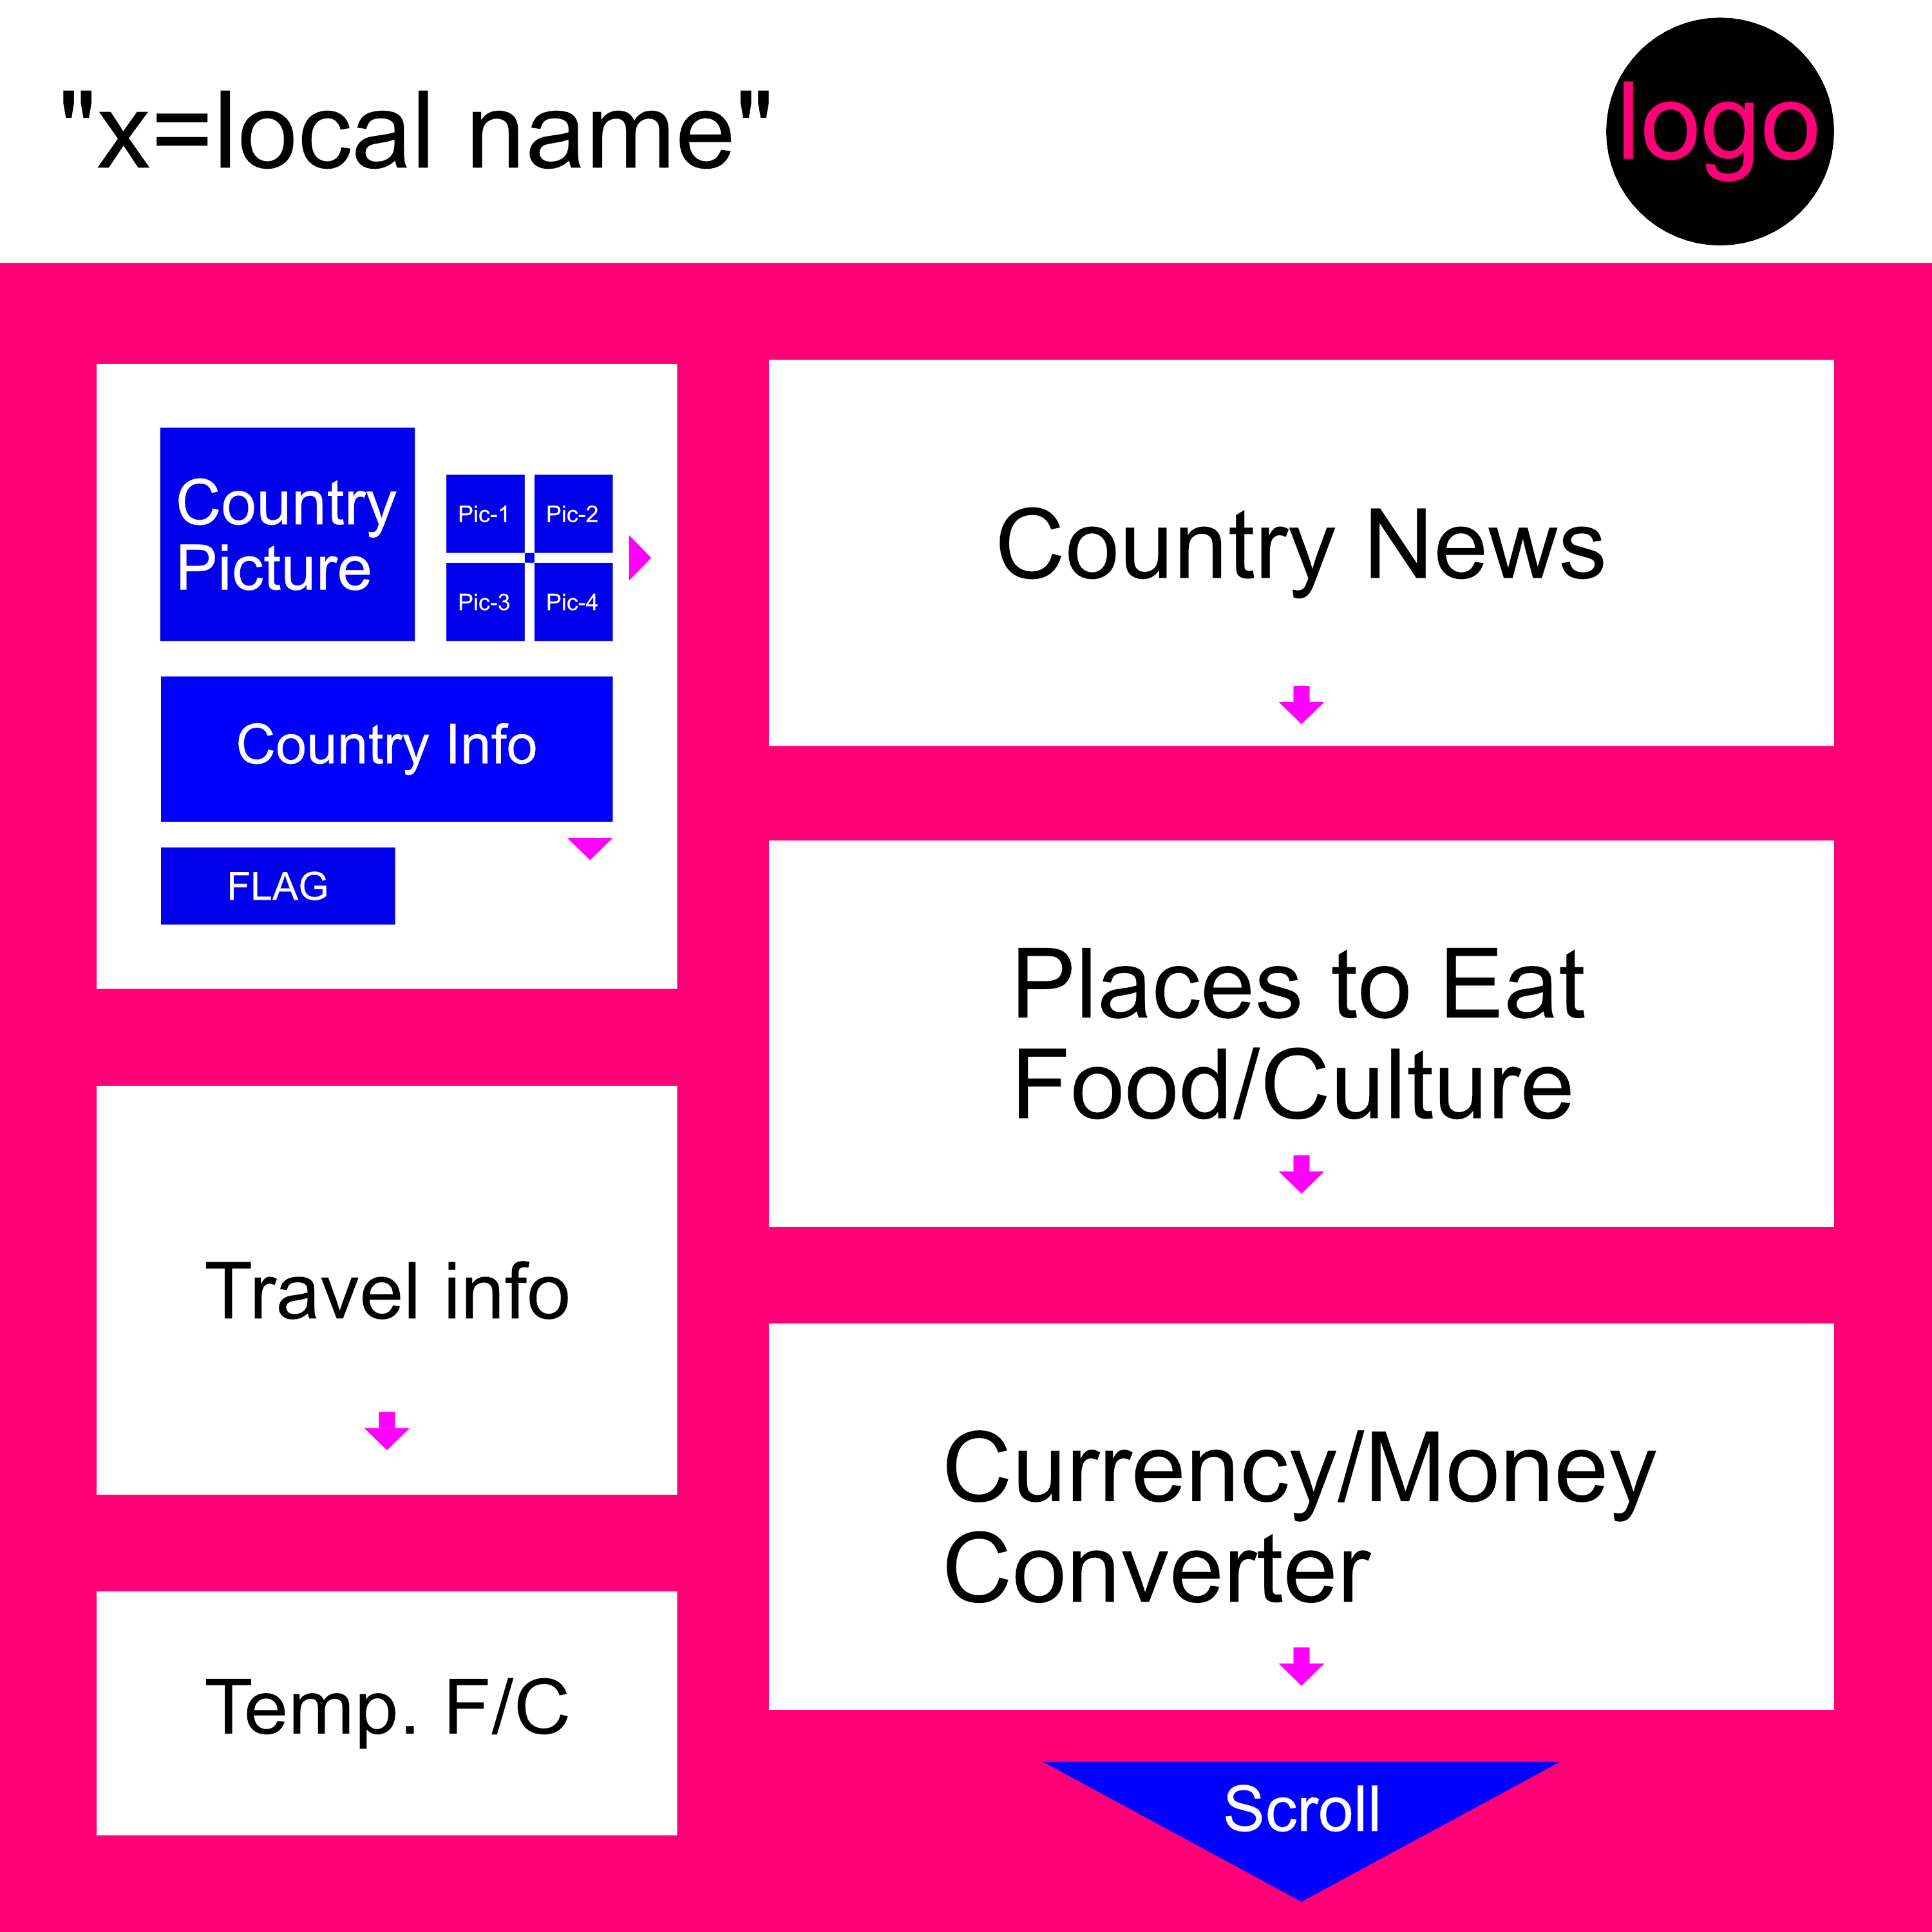 "x=local name"
logo
Country
Picture
Pic-1
Pic-2
Pic-3
Pic-4
Country Info
FLAG
Travel info
Temp. F/C
Country News
Places to Eat
Food/Culture
Currency/Money
Converter
Scroll